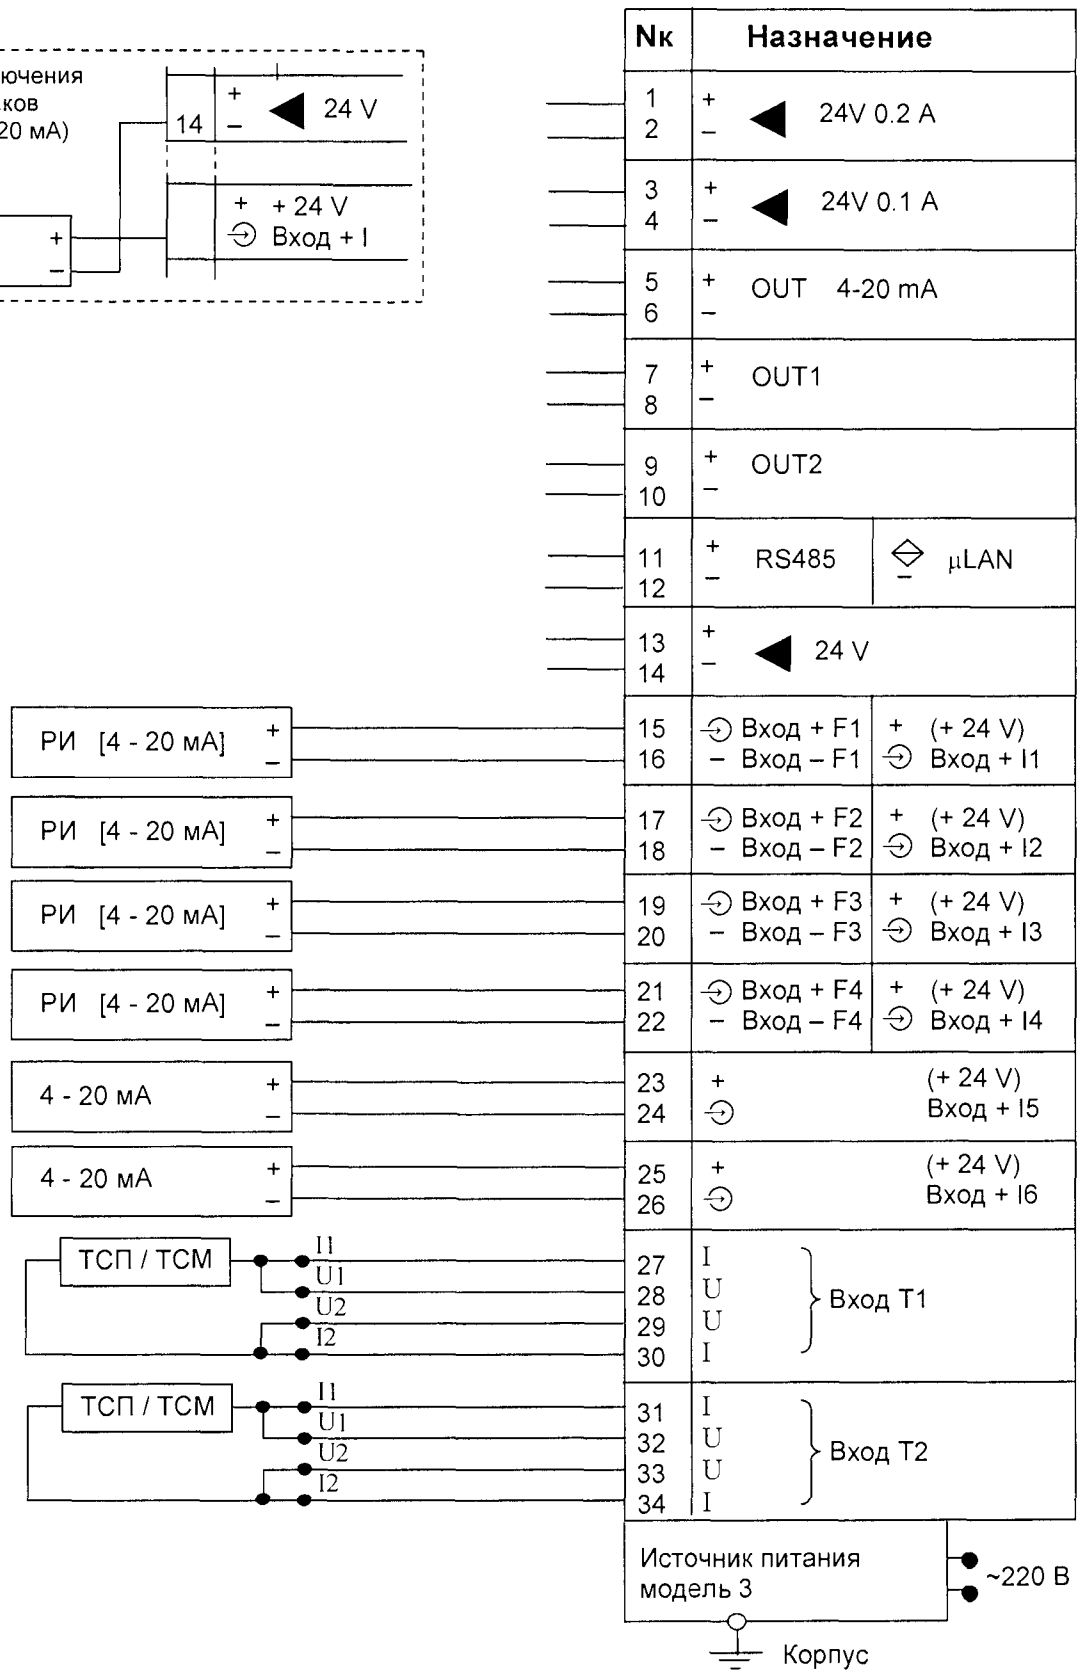 Nк Назначение
ючения
ков
20 мА)
14 + – 24 V
+ + 24 V
Вход + I
+
–
1 + 24V 0.2 A
2 –
3 + 24V 0.1 A
4 –
5 + OUT 4-20 mA
6 –
7 + OUT1
8 –
9 + OUT2
10 –
11 + RS485 µLAN
12 – –
13 + 24 V
14 –
РИ [4 - 20 мА] + 15 Вход + F1 + (+ 24 V)
– 16 – Вход – F1 Вход + I1
РИ [4 - 20 мА] + 17 Вход + F2 + (+ 24 V)
– 18 – Вход – F2 Вход + I2
РИ [4 - 20 мА] + 19 Вход + F3 + (+ 24 V)
– 20 – Вход – F3 Вход + I3
РИ [4 - 20 мА] + 21 Вход + F4 + (+ 24 V)
– 22 – Вход – F4 Вход + I4
4 - 20 мА + 23 + (+ 24 V)
– 24 Вход + I5
4 - 20 мА + 25 + (+ 24 V)
– 26 Вход + I6
ТСП / ТСМ I1 27 I
U1 28 U Вход Т1
U2 29 U
I2 30 I
ТСП / ТСМ I1 31 I
U1 32 U Вход Т2
U2 33 U
I2 34 I
Источник питания
модель 3
~220 В
Корпус